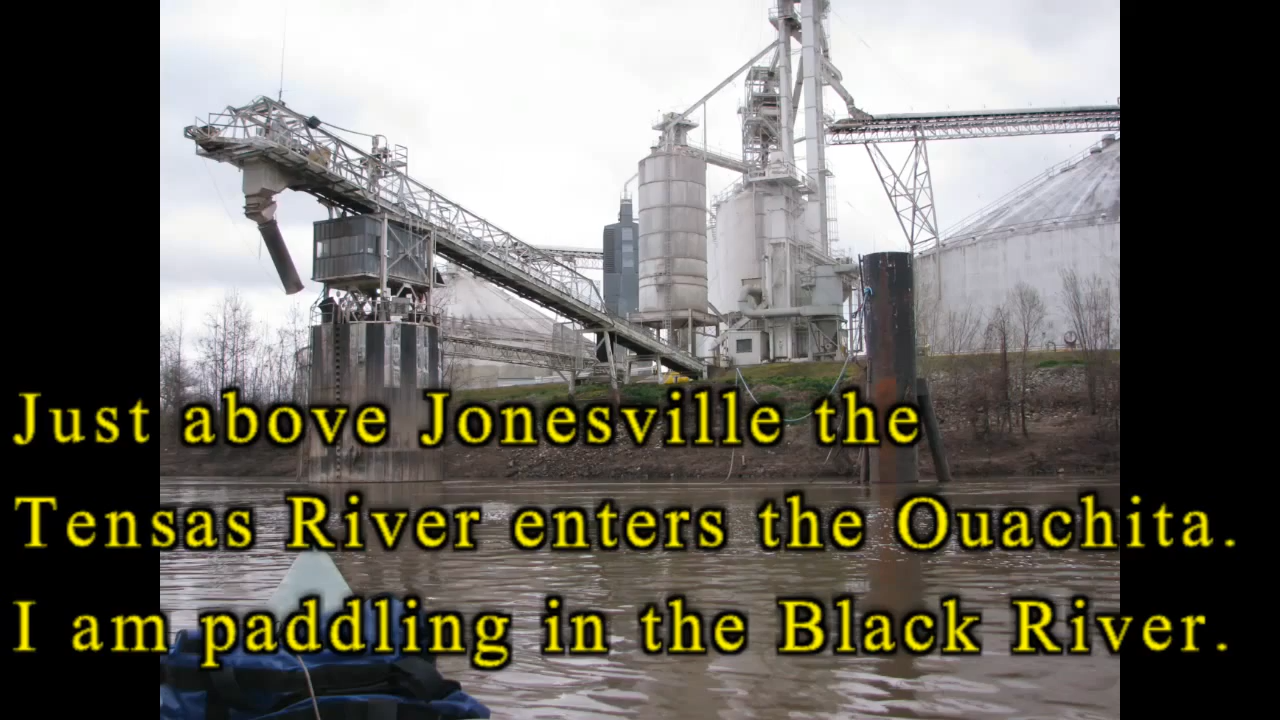 Just above Jonesville the
Tensas River enters the Ouachita.
I am paddling in the Black River.